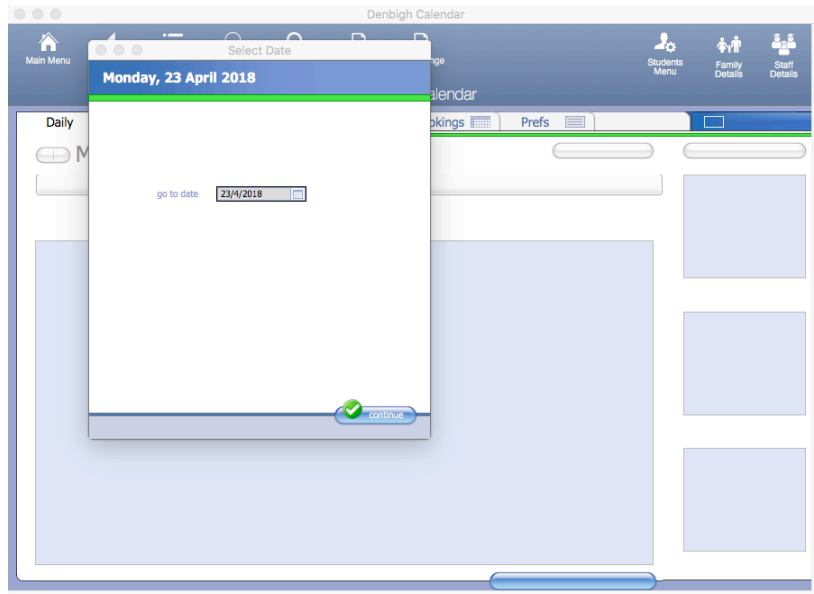 Denbigh Calendar
Main Menu
Select Date
Students
Menu
Family
Details
Staff
Details
Monday, 23 April 2018
alendar
Daily
okings
Prefs
M
go to date
23/4/2018
continue